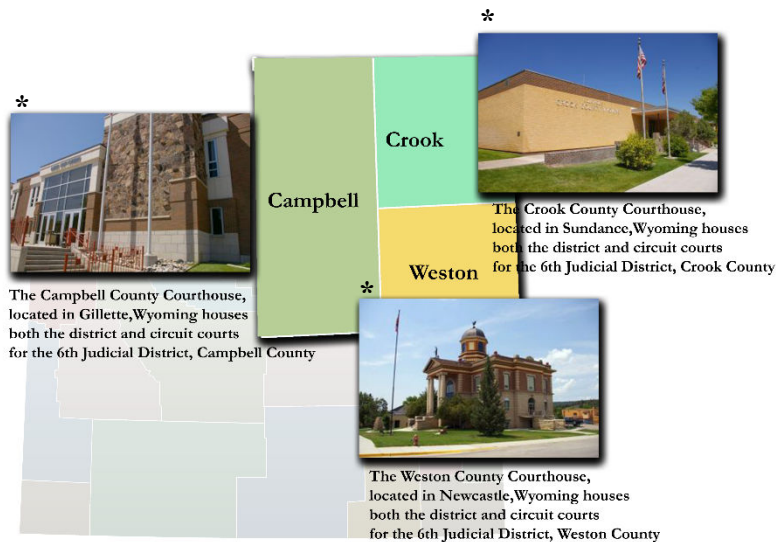 *
*
Crook
Campbell
The Crook County Courthouse,
located in Sundance,Wyoming houses
both the district and circuit courts
for the 6th Judicial District, Crook County
Weston
*
The Campbell County Courthouse,
located in Gillette,Wyoming houses
both the district and circuit courts
for the 6th Judicial District, Campbell County
The Weston County Courthouse,
located in Newcastle,Wyoming houses
both the district and circuit courts
for the 6th Judicial District, Weston County